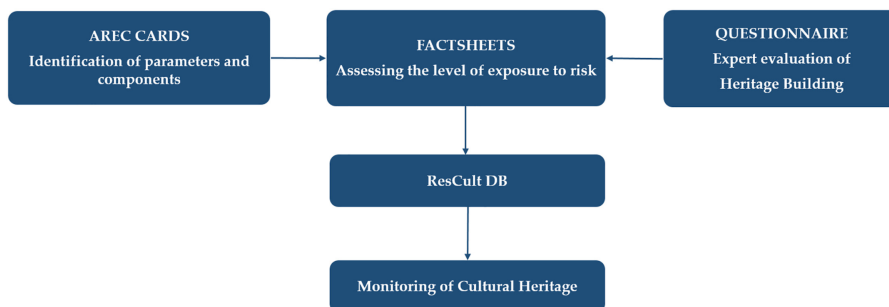 AREC CARDS
Identification of parameters and
components
FACTSHEETS
Assessing the level of exposure to risk
QUESTIONNAIRE
Expert evaluation of
Heritage Building
ResCult DB
Monitoring of Cultural Heritage